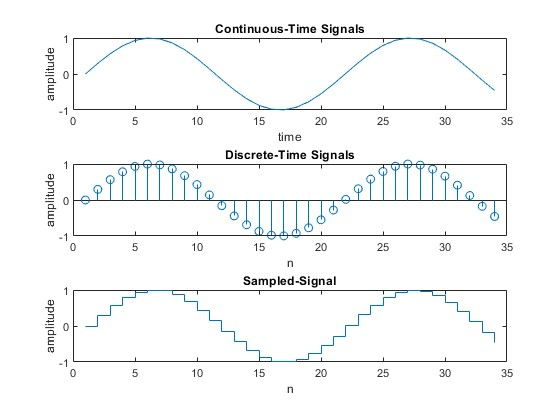 Continuous-Time Signals
1
0
-1
amplitude
0 5 10 15 20 25 30 35
time
Discrete-Time Signals
1
0
-1
amplitude
0 5 10 15 20 25 30 35
n
Sampled-Signal
1
0
-1
amplitude
0 5 10 15 20 25 30 35
n